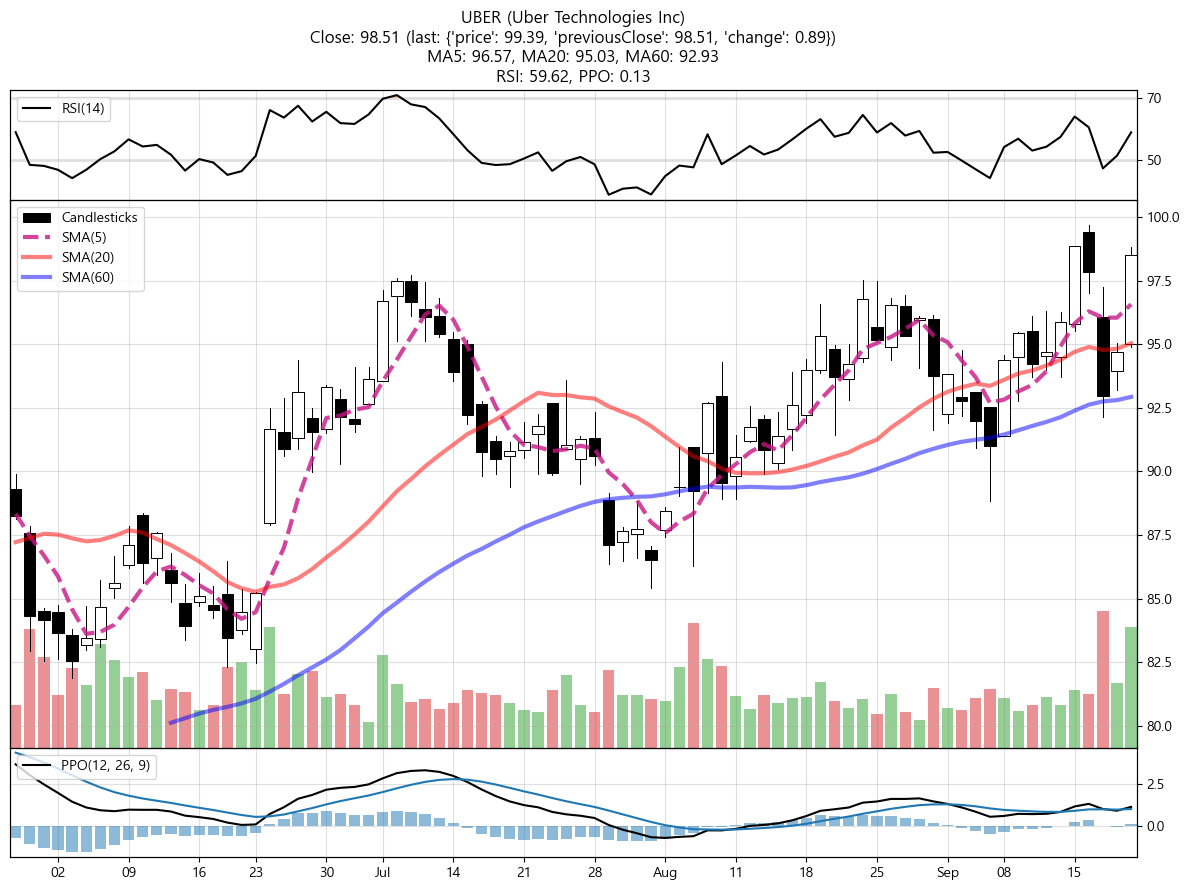 UBER (Uber Technologies Inc)
Close: 98.51 (last: {'price': 99.39, 'previousClose': 98.51, 'change': 0.89})
MA5: 96.57, MA20: 95.03, MA60: 92.93
RSI: 59.62, PPO: 0.13
RSI(14)
70
50
Candlesticks
SMA(5)
SMA(20)
SMA(60)
100.0
97.5
95.0
92.5
90.0
87.5
85.0
82.5
80.0
PPO(12, 26, 9)
2.5
0.0
02 09 16 23 30 Jul 14 21 28 Aug 11 18 25 Sep 08 15